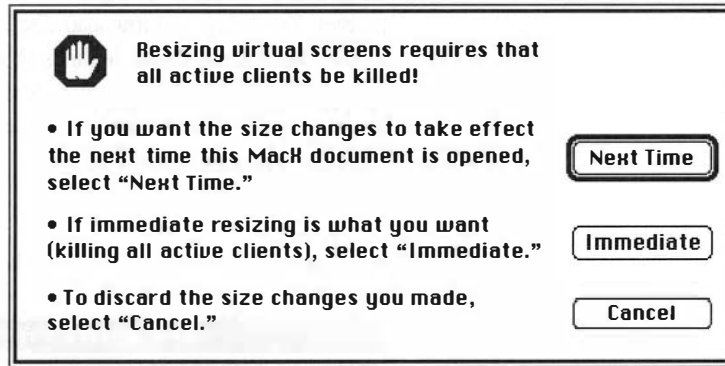 Resizing virtual screens requires that
all active clients be killed!
• If you want the size changes to take effect
the next time this MacX document is opened,
select “Next Time.”
Next Time
• If immediate resizing is what you want
(killing all active clients), select “Immediate.”
Immediate
• To discard the size changes you made,
select “Cancel.”
Cancel